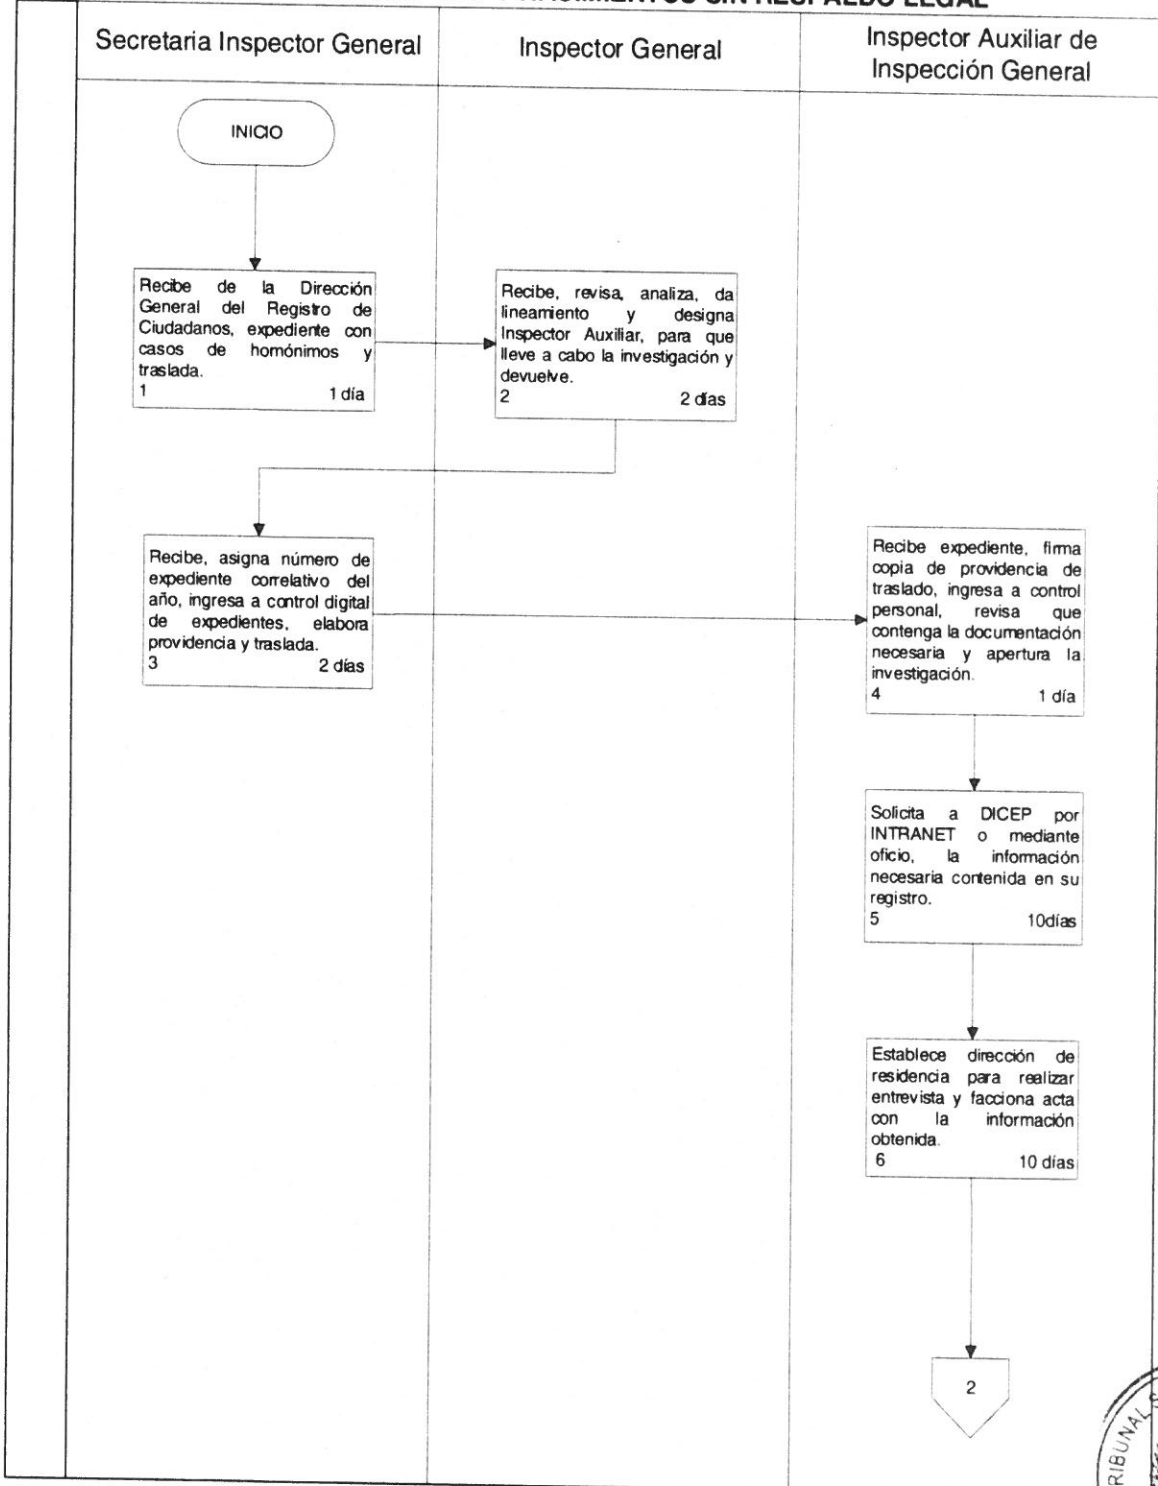 SIN RESPALDO LEGAL
Secretaria Inspector General
Inspector General
Inspector Auxiliar de
Inspección General
INICIO
Recibe de la Dirección
General del Registro de
Ciudadanos, expediente con
casos de homónimos y
traslada.
1 1 día
Recibe, revisa, analiza, da
lineamiento y designa
Inspector Auxiliar, para que
lleve a cabo la investigación y
devuelve.
2 2 días
Recibe, asigna número de
expediente correlativo del
año, ingresa a control digital
de expedientes, elabora
providencia y traslada.
3 2 días
Recibe expediente, firma
copia de providencia de
traslado, ingresa a control
personal, revisa que
contenga la documentación
necesaria y apertura la
investigación.
4 1 día
Solicita a DICEP por
INTRANET o mediante
oficio, la información
necesaria contenida en su
registro.
5 10días
Establece dirección de
residencia para realizar
entrevista y facciona acta
con la información
obtenida.
6 10 días
2
TRIBUNAL